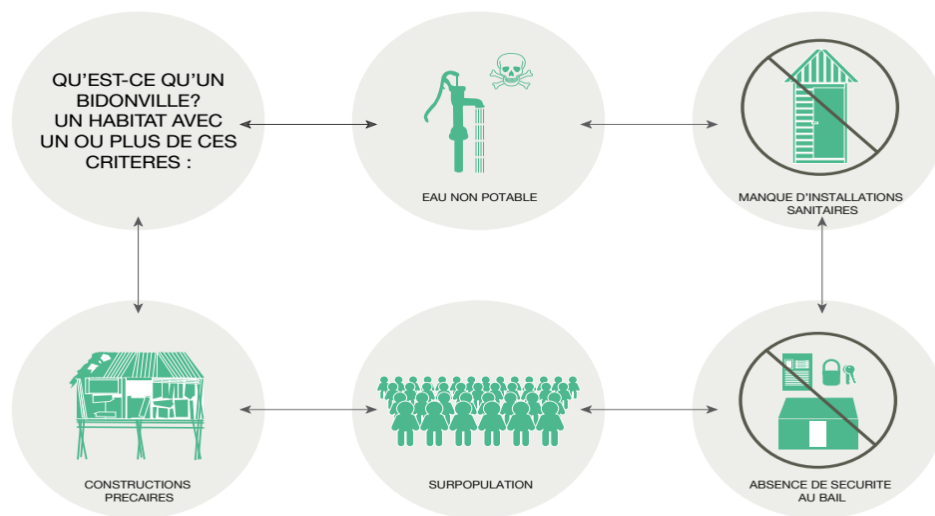 QU'EST-CE QU'UN
BIDONVILLE?
UN HABITAT AVEC
UN OU PLUS DE CES
CRITERES :
EAU NON POTABLE
MANQUE D'INSTALLATIONS
SANITAIRES
CONSTRUCTIONS
PRECAIRES
SURPOPULATION
ABSENCE DE SECURITE
AU BAIL